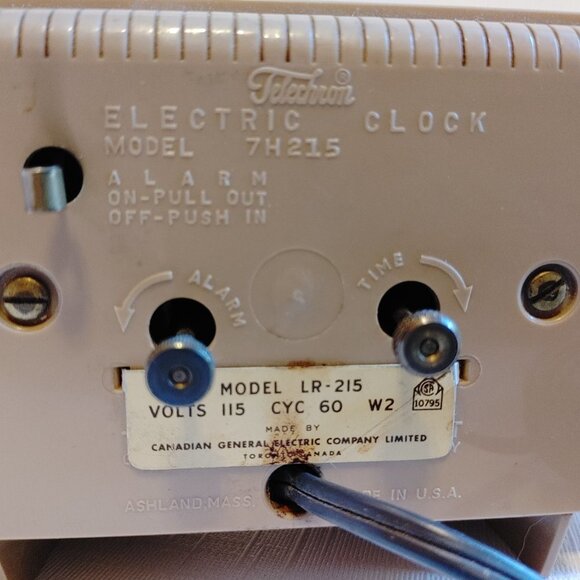 Telechron ®
ELECTRIC CLOCK
MODEL 7H215
ALARM
ON-PULL OUT
OFF-PUSH IN
ALARM
TIME
MODEL LR-215
VOLTS 115 CYC 60 W2
CSA
10795
MADE BY
CANADIAN GENERAL ELECTRIC COMPANY LIMITED
TORONTO CANADA
ASHLAND, MASS. IN U.S.A.